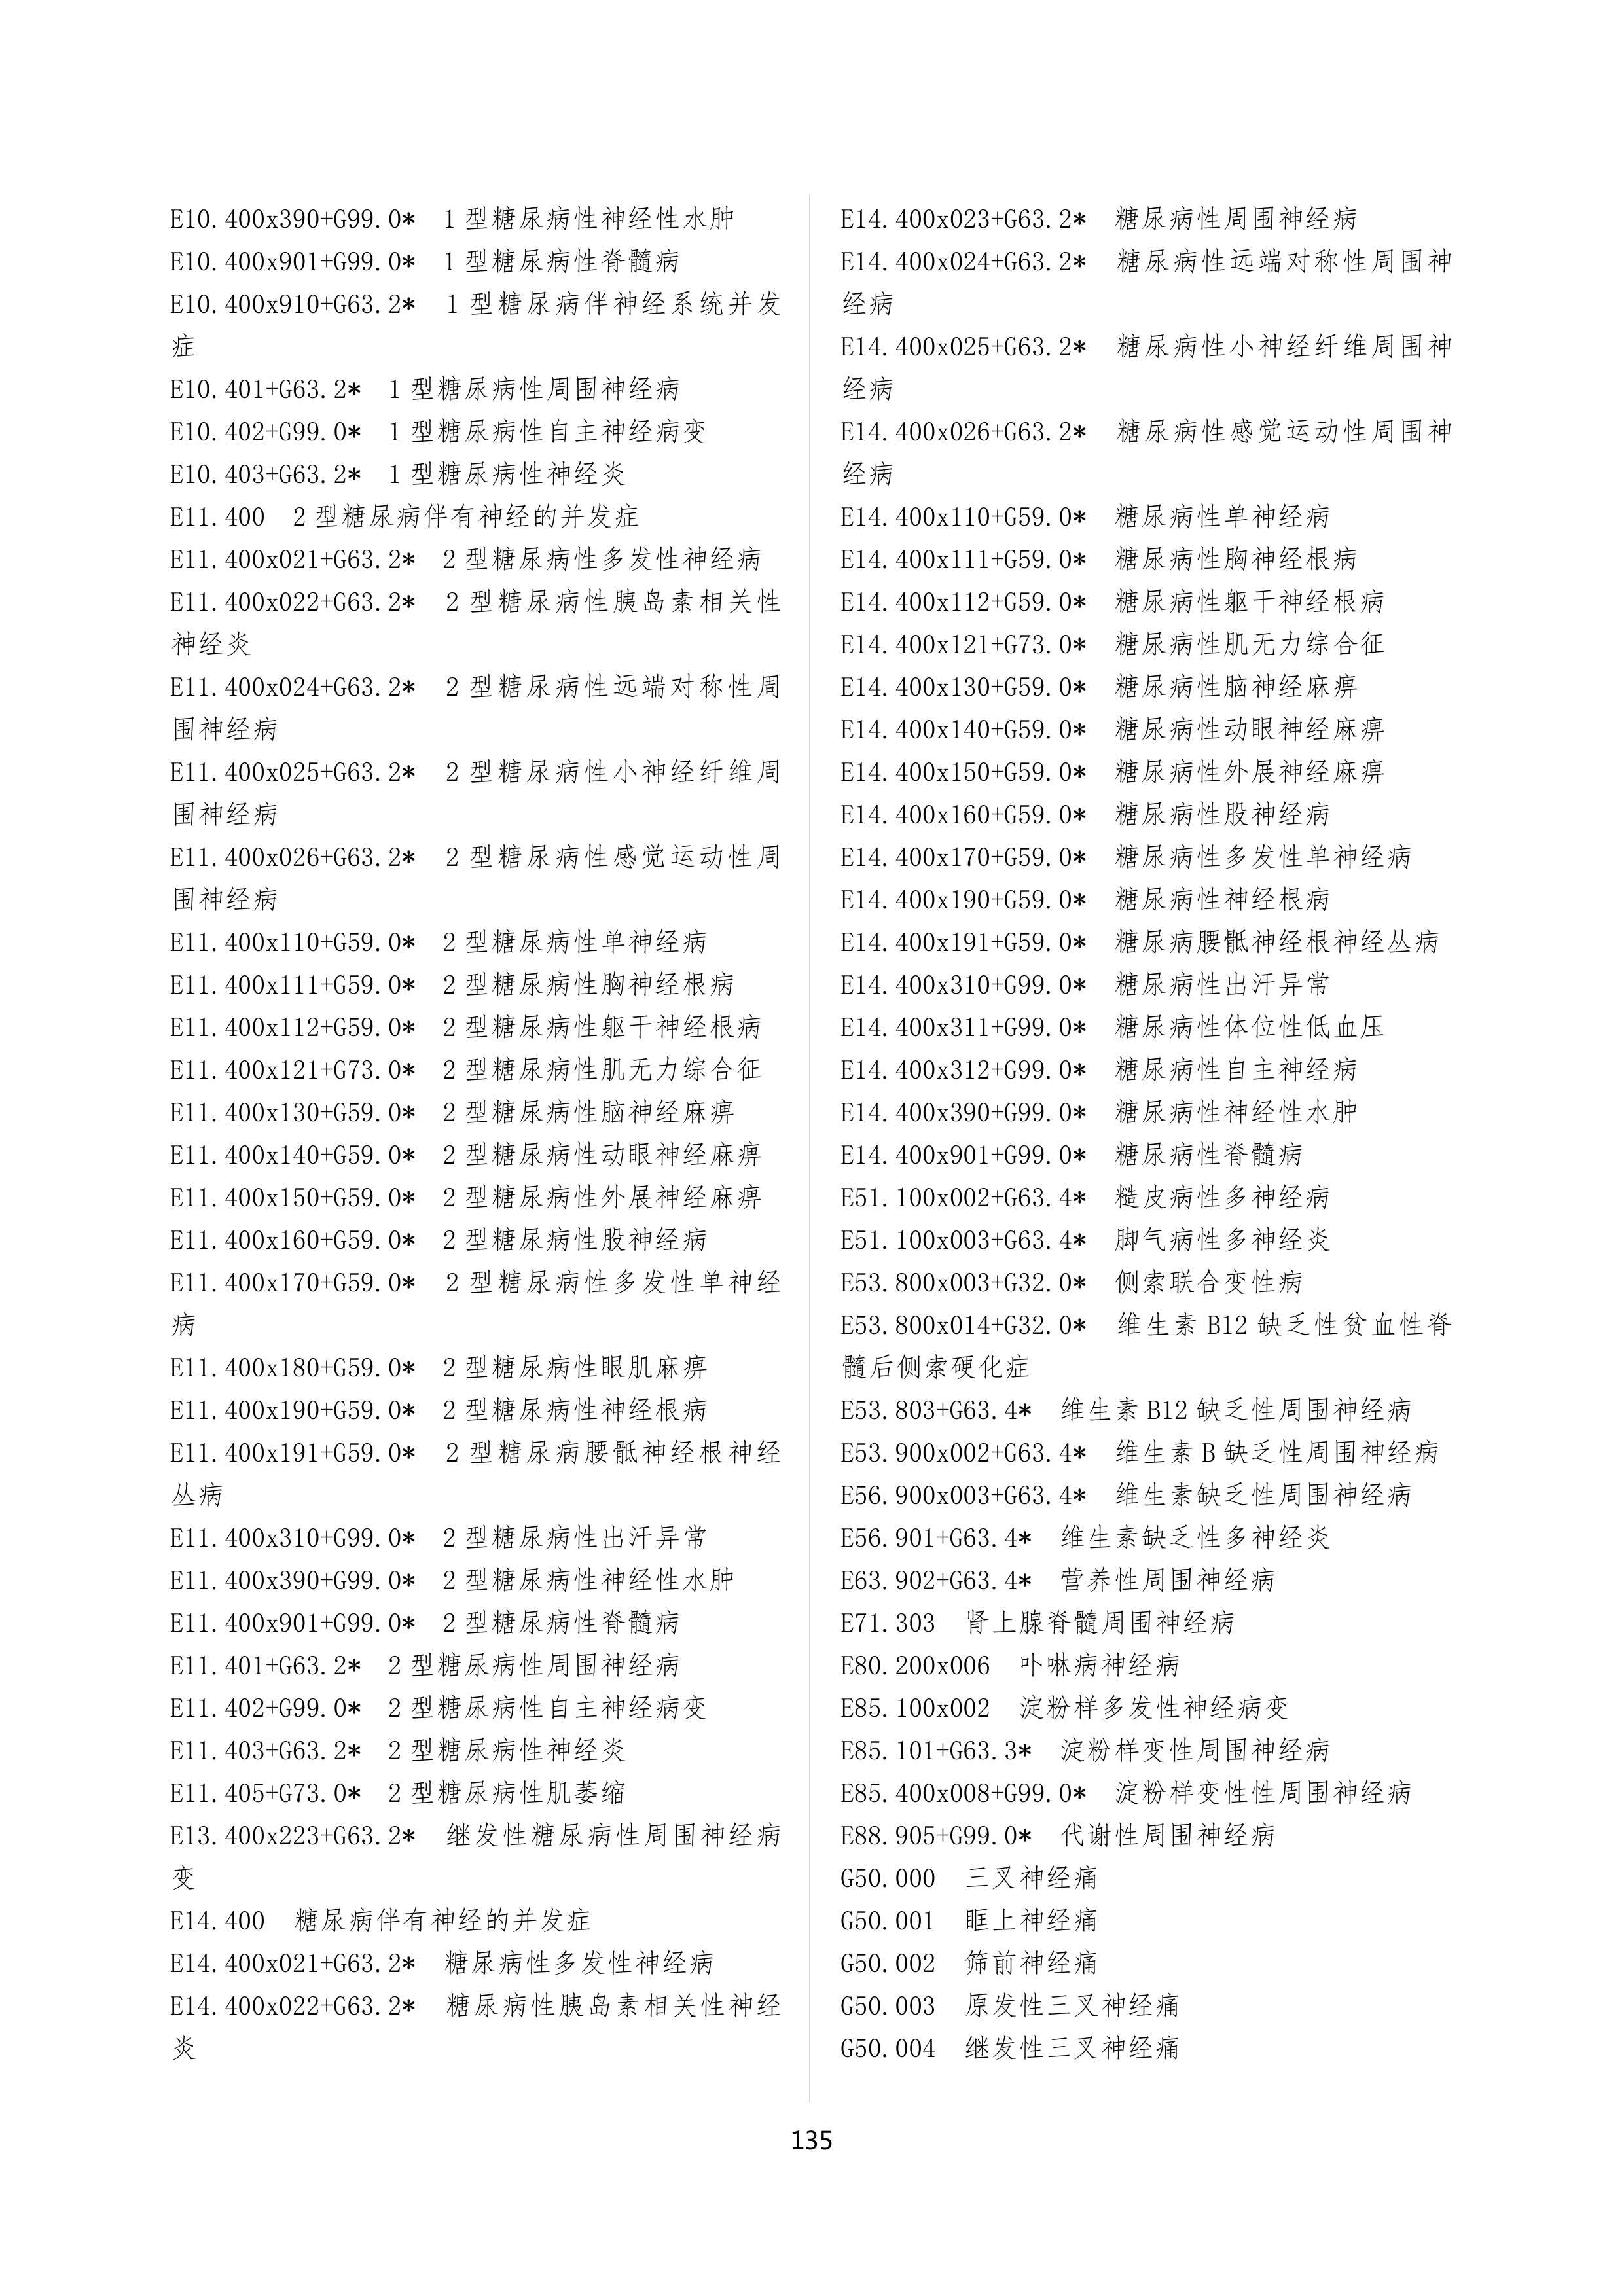 E10.400x390+G99.0* 1 型糖尿病性神经性水肿
E10.400x901+G99.0* 1 型糖尿病性脊髓病
E10.400x910+G63.2* 1 型糖尿病伴神经系统并发
症
E10.401+G63.2* 1 型糖尿病性周围神经病
E10.402+G99.0* 1 型糖尿病性自主神经病变
E10.403+G63.2* 1 型糖尿病性神经炎
E11.400 2 型糖尿病伴有神经的并发症
E11.400x021+G63.2* 2 型糖尿病性多发性神经病
E11.400x022+G63.2* 2 型糖尿病性胰岛素相关性
神经炎
E11.400x024+G63.2* 2 型糖尿病性远端对称性周
围神经病
E11.400x025+G63.2* 2 型糖尿病性小神经纤维周
围神经病
E11.400x026+G63.2* 2 型糖尿病性感觉运动性周
围神经病
E11.400x110+G59.0* 2 型糖尿病性单神经病
E11.400x111+G59.0* 2 型糖尿病性胸神经根病
E11.400x112+G59.0* 2 型糖尿病性躯干神经根病
E11.400x121+G73.0* 2 型糖尿病性肌无力综合征
E11.400x130+G59.0* 2 型糖尿病性脑神经麻痹
E11.400x140+G59.0* 2 型糖尿病性动眼神经麻痹
E11.400x150+G59.0* 2 型糖尿病性外展神经麻痹
E11.400x160+G59.0* 2 型糖尿病性股神经病
E11.400x170+G59.0* 2 型糖尿病性多发性单神经
病
E11.400x180+G59.0* 2 型糖尿病性眼肌麻痹
E11.400x190+G59.0* 2 型糖尿病性神经根病
E11.400x191+G59.0* 2 型糖尿病腰骶神经根神经
丛病
E11.400x310+G99.0* 2 型糖尿病性出汗异常
E11.400x390+G99.0* 2 型糖尿病性神经性水肿
E11.400x901+G99.0* 2 型糖尿病性脊髓病
E11.401+G63.2* 2 型糖尿病性周围神经病
E11.402+G99.0* 2 型糖尿病性自主神经病变
E11.403+G63.2* 2 型糖尿病性神经炎
E11.405+G73.0* 2 型糖尿病性肌萎缩
E13.400x223+G63.2* 继发性糖尿病性周围神经病
变
E14.400 糖尿病伴有神经的并发症
E14.400x021+G63.2* 糖尿病性多发性神经病
E14.400x022+G63.2* 糖尿病性胰岛素相关性神经
炎
E14.400x023+G63.2* 糖尿病性周围神经病
E14.400x024+G63.2* 糖尿病性远端对称性周围神
经病
E14.400x025+G63.2* 糖尿病性小神经纤维周围神
经病
E14.400x026+G63.2* 糖尿病性感觉运动性周围神
经病
E14.400x110+G59.0* 糖尿病性单神经病
E14.400x111+G59.0* 糖尿病性胸神经根病
E14.400x112+G59.0* 糖尿病性躯干神经根病
E14.400x121+G73.0* 糖尿病性肌无力综合征
E14.400x130+G59.0* 糖尿病性脑神经麻痹
E14.400x140+G59.0* 糖尿病性动眼神经麻痹
E14.400x150+G59.0* 糖尿病性外展神经麻痹
E14.400x160+G59.0* 糖尿病性股神经病
E14.400x170+G59.0* 糖尿病性多发性单神经病
E14.400x190+G59.0* 糖尿病性神经根病
E14.400x191+G59.0* 糖尿病腰骶神经根神经丛病
E14.400x310+G99.0* 糖尿病性出汗异常
E14.400x311+G99.0* 糖尿病性体位性低血压
E14.400x312+G99.0* 糖尿病性自主神经病
E14.400x390+G99.0* 糖尿病性神经性水肿
E14.400x901+G99.0* 糖尿病性脊髓病
E51.100x002+G63.4* 糙皮病性多神经病
E51.100x003+G63.4* 脚气病性多神经炎
E53.800x003+G32.0* 侧索联合变性病
E53.800x014+G32.0* 维生素 B12 缺乏性贫血性脊
髓后侧索硬化症
E53.803+G63.4* 维生素 B12 缺乏性周围神经病
E53.900x002+G63.4* 维生素 B 缺乏性周围神经病
E56.900x003+G63.4* 维生素缺乏性周围神经病
E56.901+G63.4* 维生素缺乏性多神经炎
E63.902+G63.4* 营养性周围神经病
E71.303 肾上腺脊髓周围神经病
E80.200x006 卟啉病神经病
E85.100x002 淀粉样多发性神经病变
E85.101+G63.3* 淀粉样变性周围神经病
E85.400x008+G99.0* 淀粉样变性性周围神经病
E88.905+G99.0* 代谢性周围神经病
G50.000 三叉神经痛
G50.001 眶上神经痛
G50.002 筛前神经痛
G50.003 原发性三叉神经痛
G50.004 继发性三叉神经痛
135